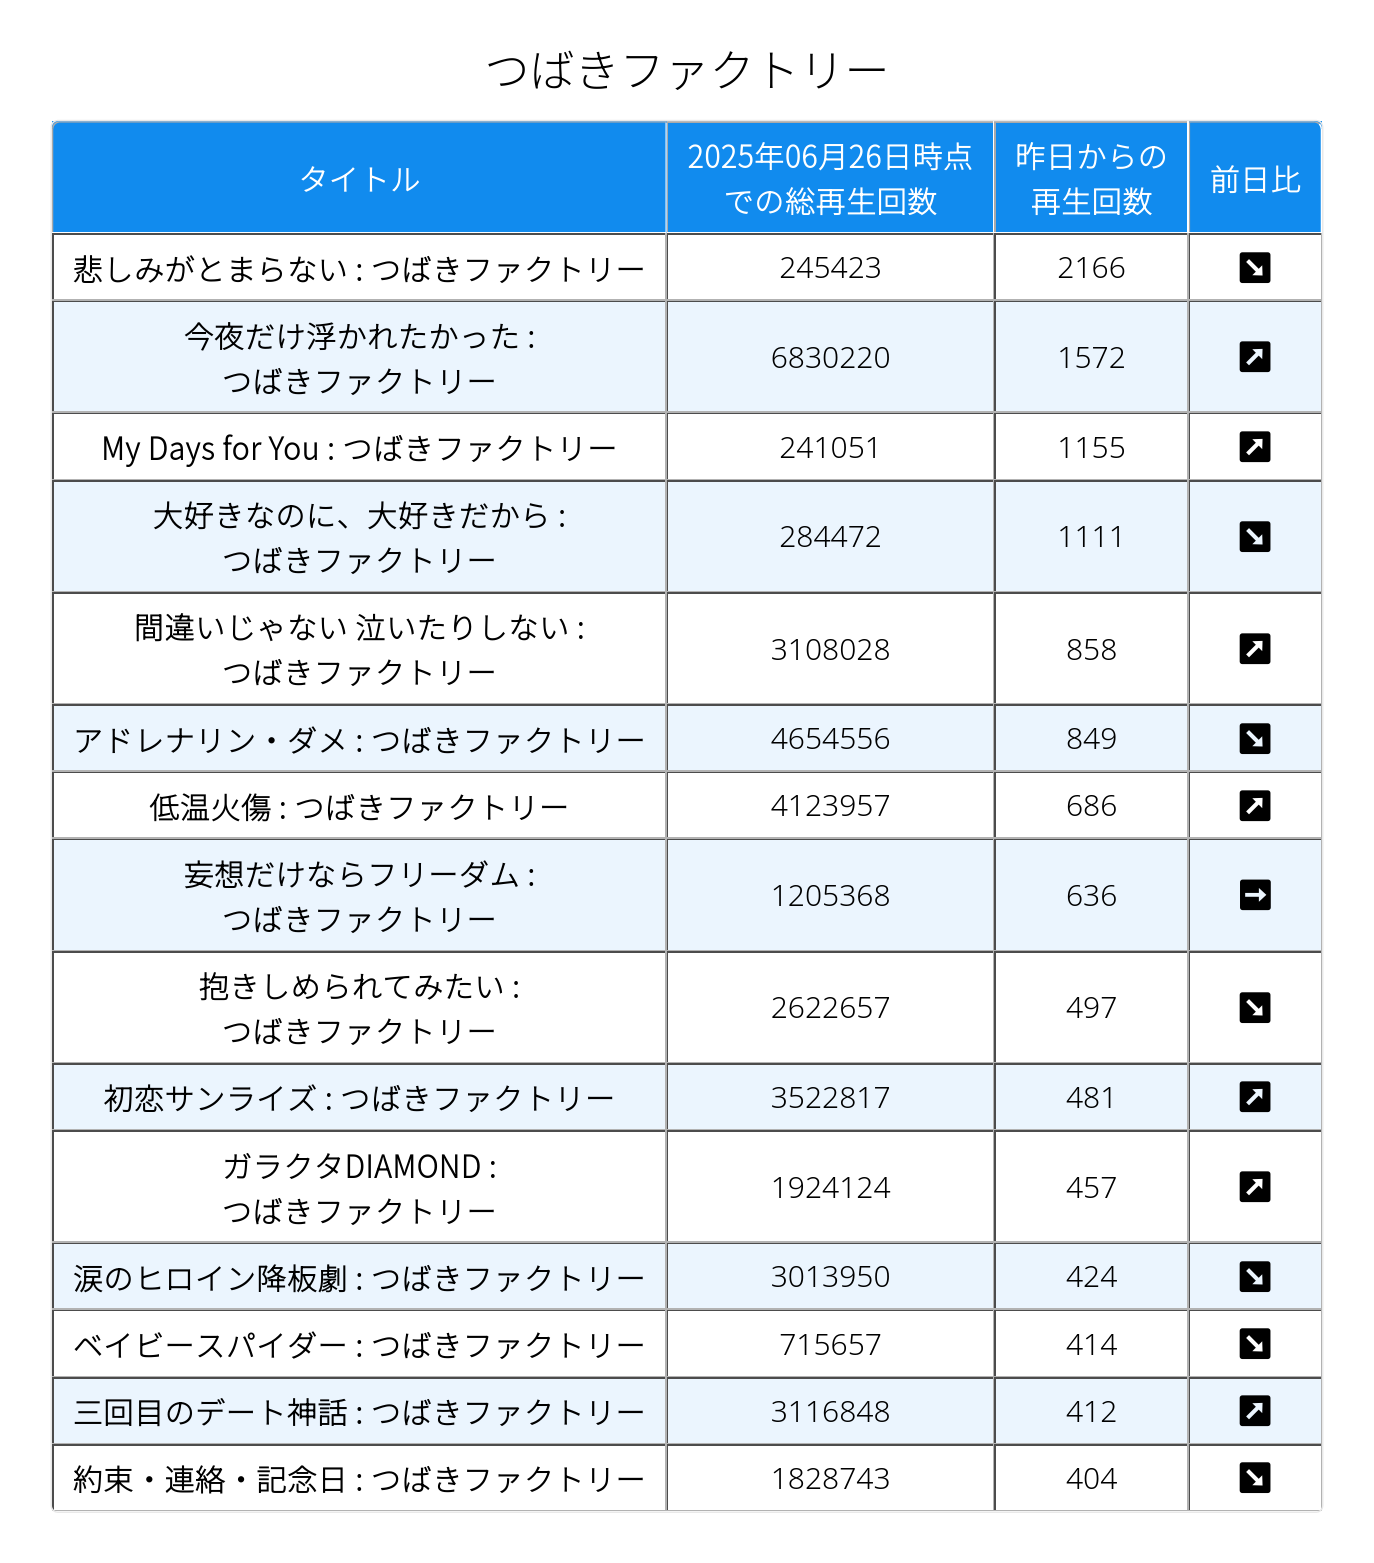 つばきファクトリー
タイトル
2025年06月26日時点
での総再生回数
昨日からの
再生回数
前日比
悲しみがとまらない : つばきファクトリー
245423
2166
今夜だけ浮かれたかった :
つばきファクトリー
6830220
1572
My Days for You : つばきファクトリー
241051
1155
大好きなのに、大好きだから :
つばきファクトリー
284472
1111
間違いじゃない 泣いたりしない :
つばきファクトリー
3108028
858
アドレナリン・ダメ : つばきファクトリー
4654556
849
低温火傷 : つばきファクトリー
4123957
686
妄想だけならフリーダム :
つばきファクトリー
1205368
636
抱きしめられてみたい :
つばきファクトリー
2622657
497
初恋サンライズ : つばきファクトリー
3522817
481
ガラクタDIAMOND :
つばきファクトリー
1924124
457
涙のヒロイン降板劇 : つばきファクトリー
3013950
424
ベイビースパイダー : つばきファクトリー
715657
414
三回目のデート神話 : つばきファクトリー
3116848
412
約束・連絡・記念日 : つばきファクトリー
1828743
404